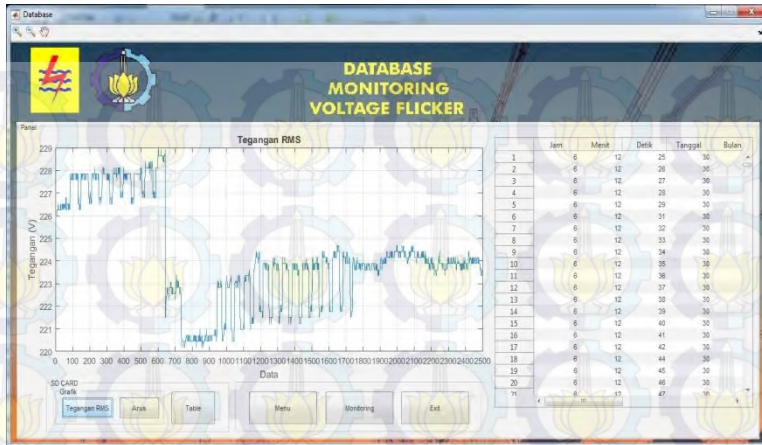 Database
DATABASE
MONITORING
VOLTAGE FLICKER
Panel
Tegangan RMS
229
228
227
226
225
224
223
222
221
220
Tegangan (V)
0 100 200 300 400 500 600 700 800 900 1000 1100 1200 1300 1400 1500 1600 1700 1800 1900 2000 2100 2200 2300 2400 2500
Data
Jam Menit Detik Tanggal Bulan
1 6 12 25 30
2 6 12 26 30
3 6 12 27 30
4 6 12 28 30
5 6 12 29 30
6 6 12 31 30
7 6 12 32 30
8 6 12 33 30
9 6 12 34 30
10 6 12 35 30
11 6 12 36 30
12 6 12 37 30
13 6 12 38 30
14 6 12 39 30
15 6 12 40 30
16 6 12 41 30
17 6 12 42 30
18 6 12 44 30
19 6 12 45 30
20 6 12 46 30
21 6 12 47 30
SD CARD
Grafik
Tegangan RMS Arus Table Menu Monitoring Exit